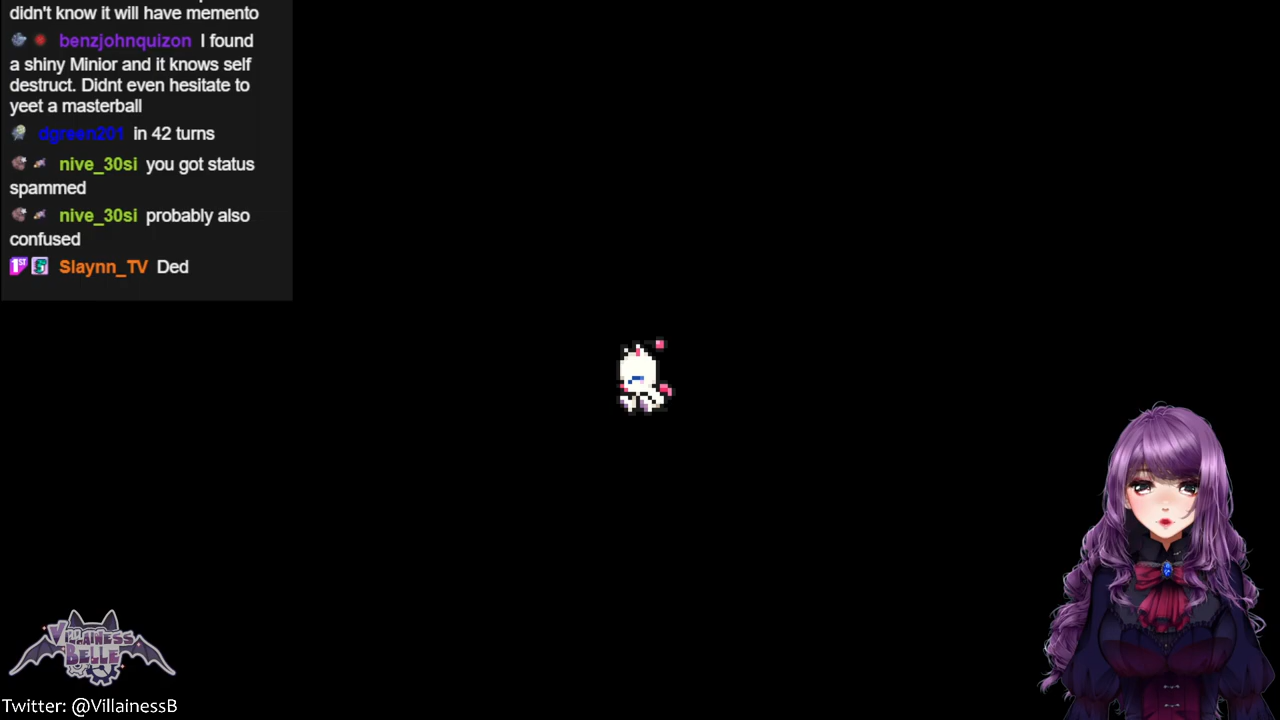 didn't know it will have memento
benzjohnquizon I found
a shiny Minior and it knows self
destruct. Didnt even hesitate to
yeet a masterball
dgreen201 in 42 turns
nive_30si you got status
spammed
nive_30si probably also
confused
1ST Slaynn_TV Ded
VILLAINESS
BELLE
Twitter: @VillainessB